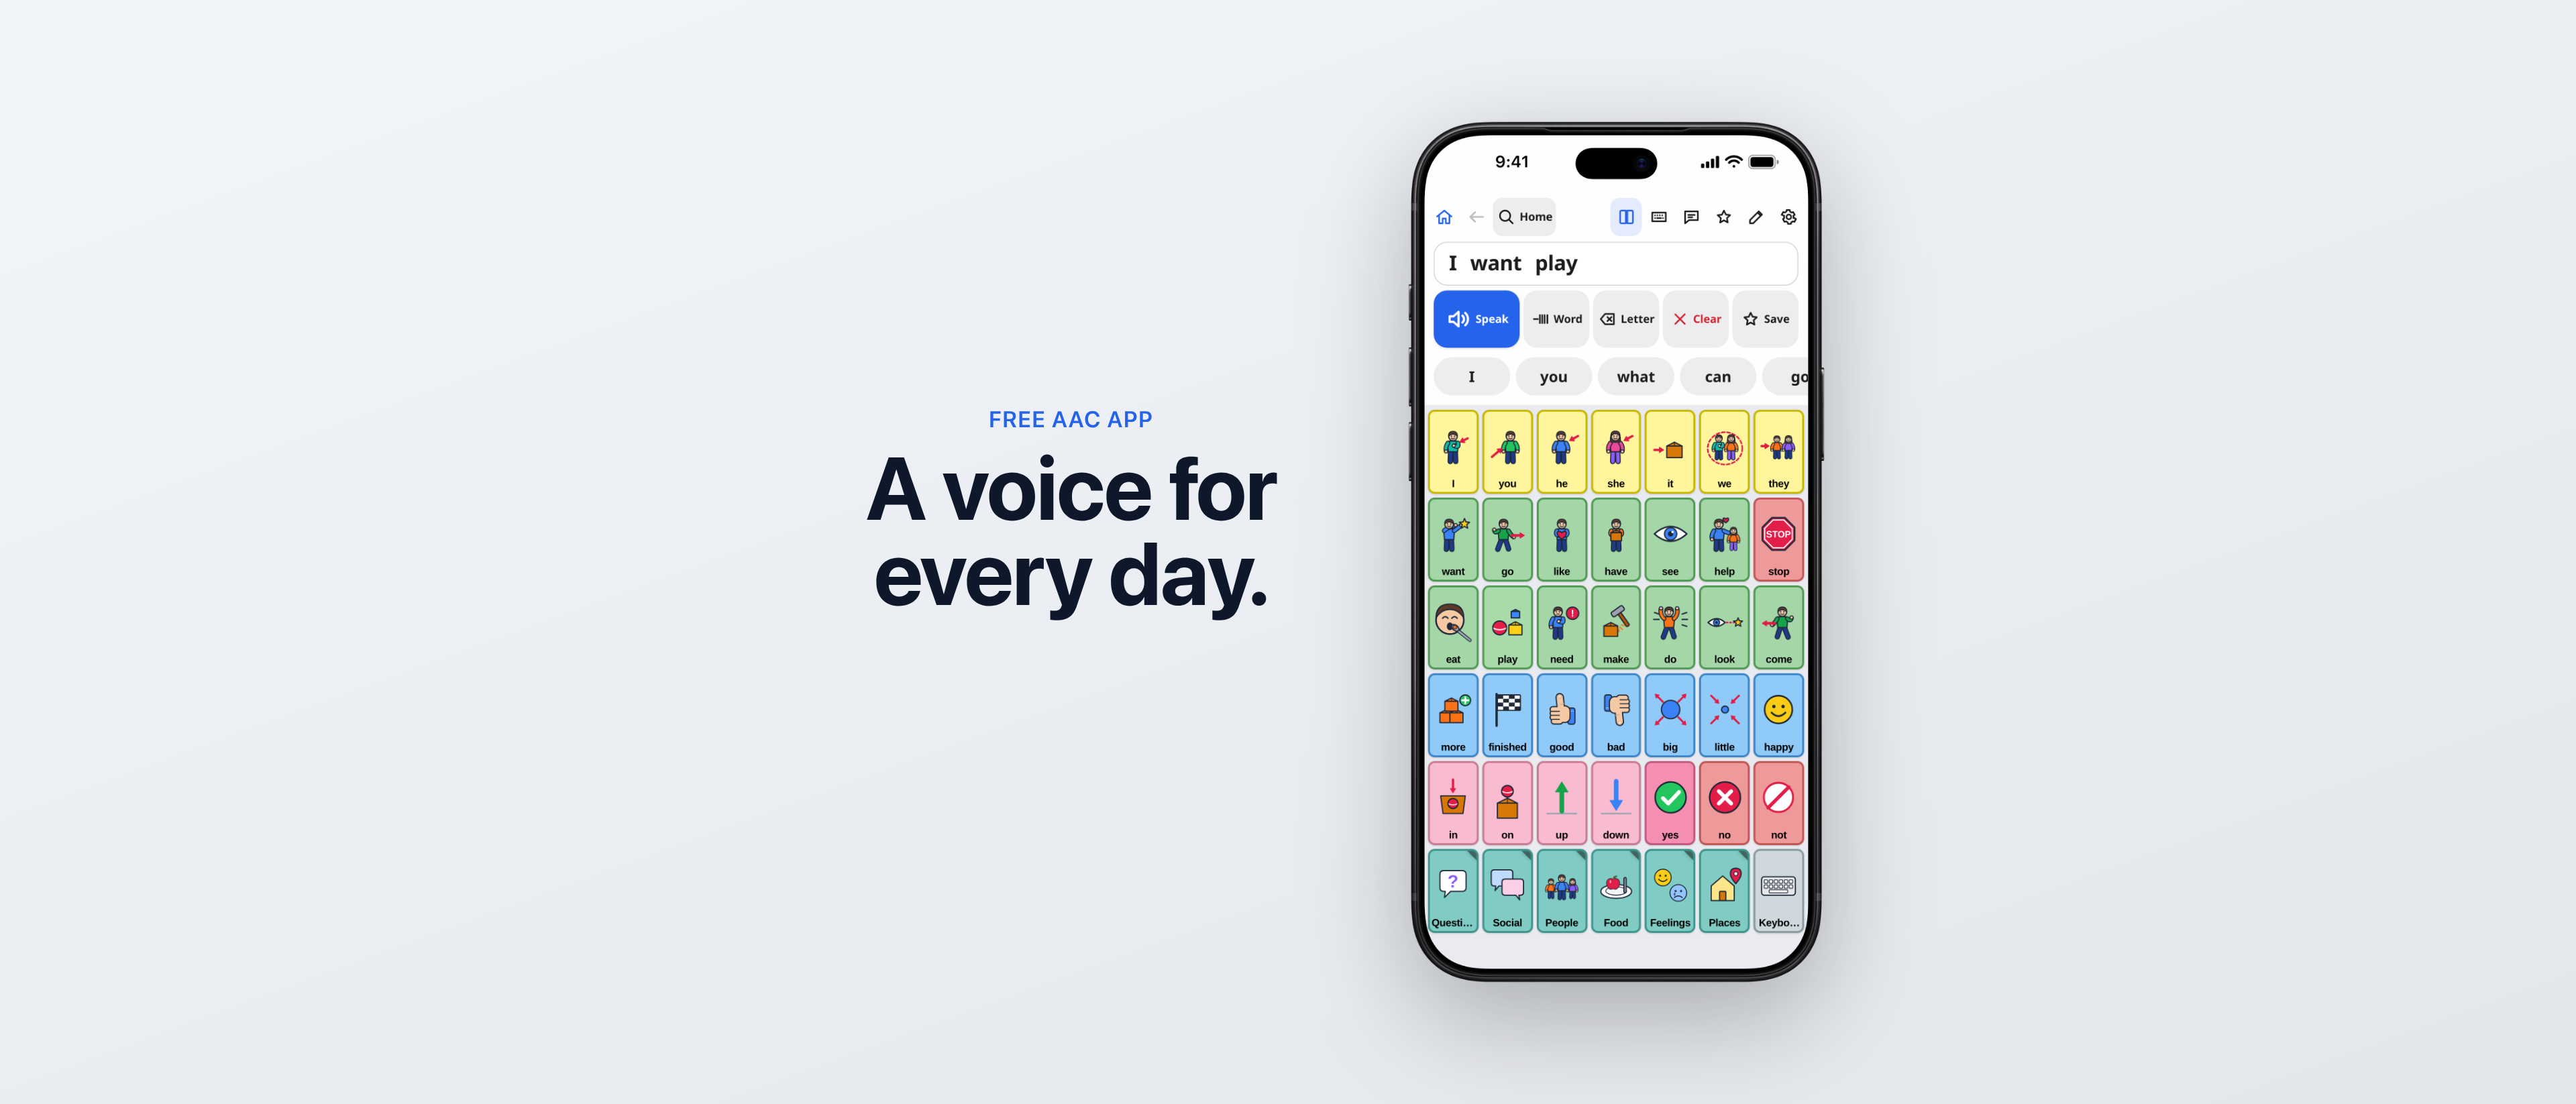 FREE AAC APP
A voice for
every day.
9:41
Home
I want play
Speak Word Letter Clear Save
I you what can go
I you he she it we they
STOP
want go like have see help stop
eat play need make do look come
more finished good bad big little happy
in on up down yes no not
Questi... Social People Food Feelings Places Keybo...